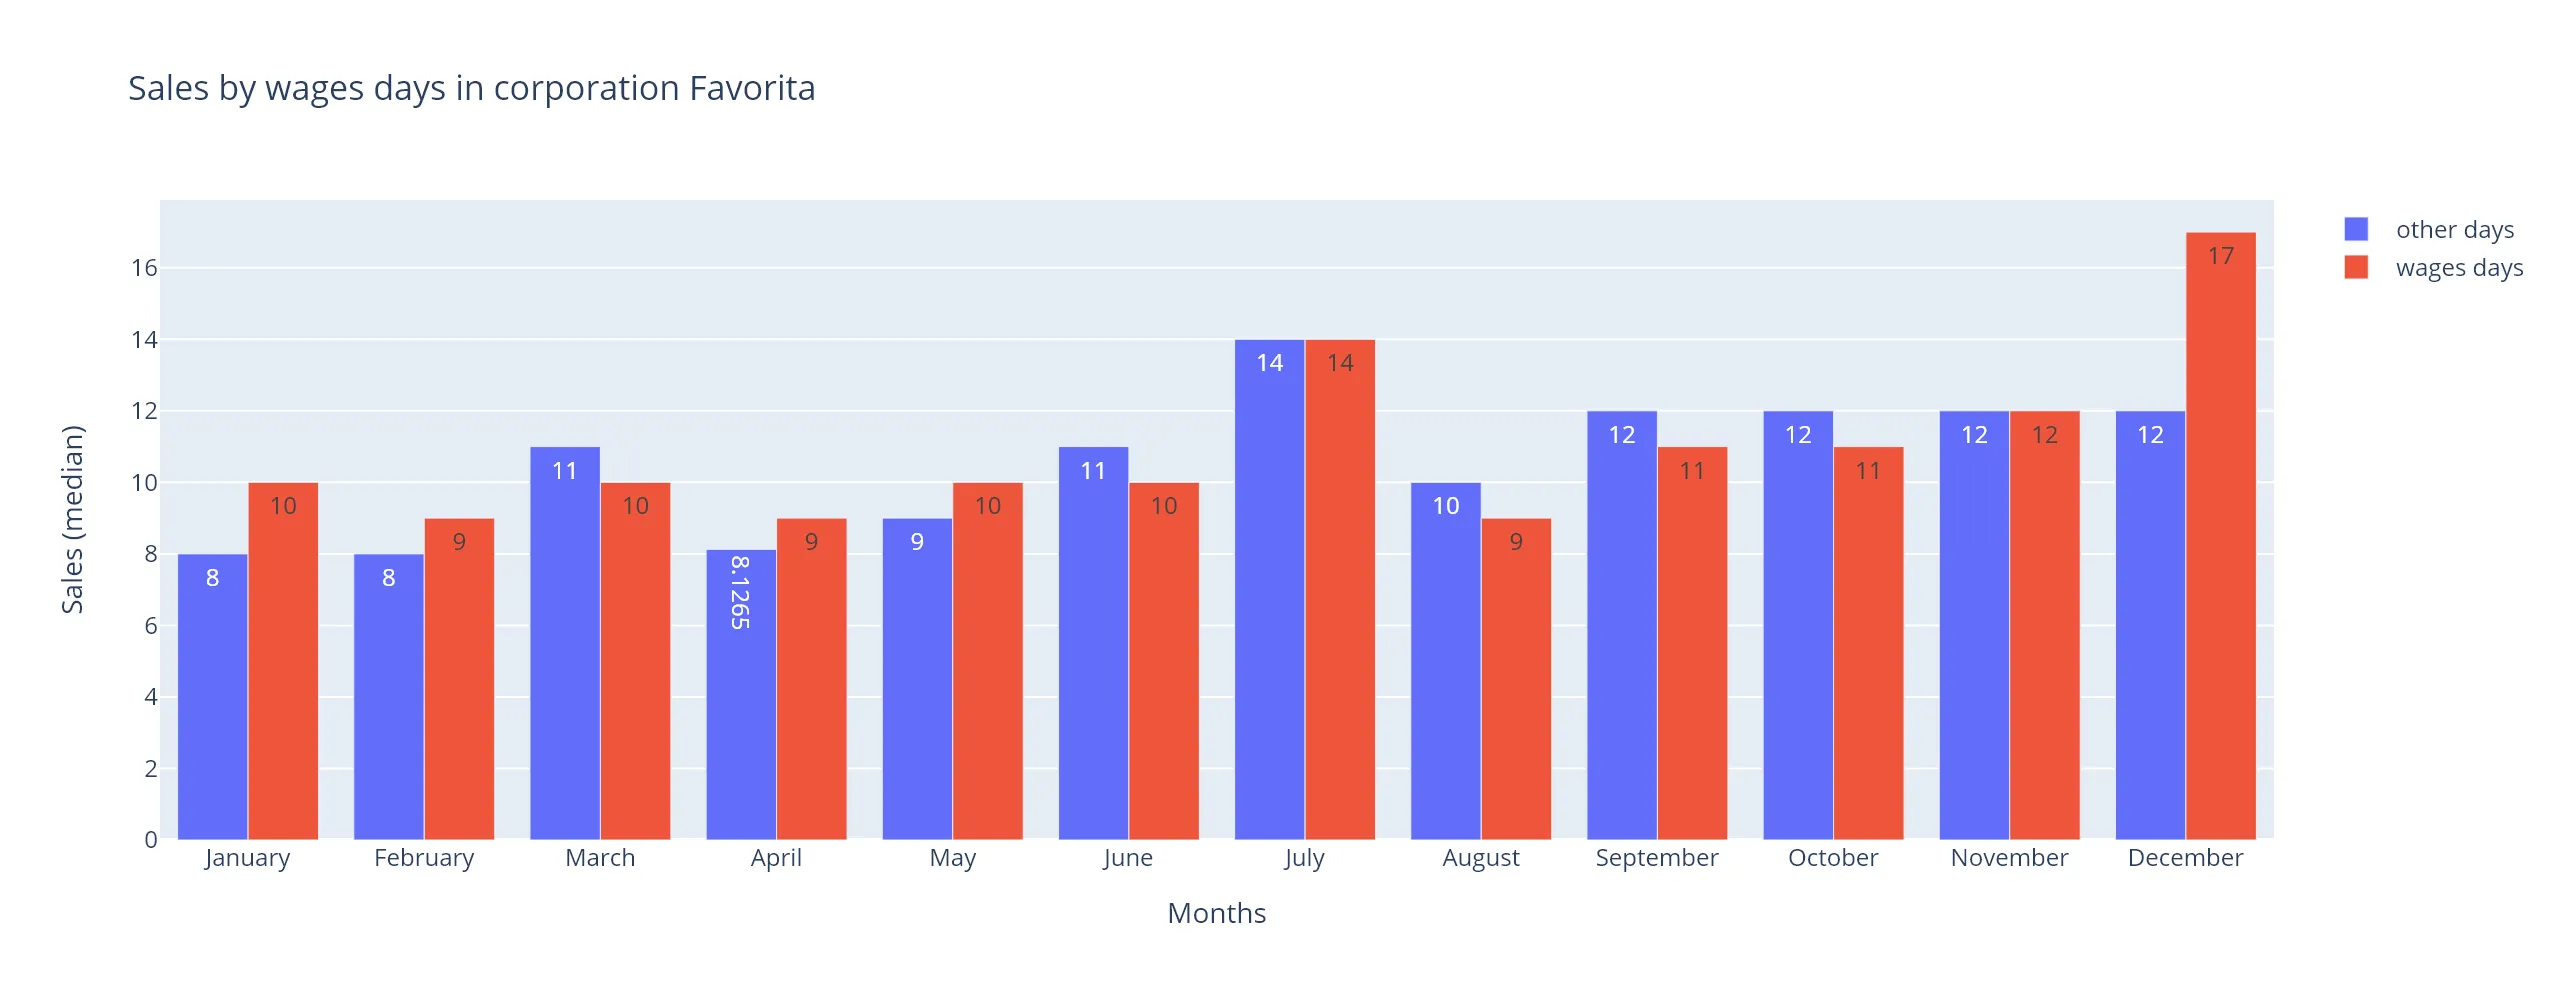 Sales by wages days in corporation Favorita
other days
wages days
Sales (median)
16
14
12
10
8
6
4
2
0
8 10 8 9 11 10 8.1265 9 9 10 11 10 14 14 10 9 12 11 12 11 12 12 12 17
January February March April May June July August September October November December
Months